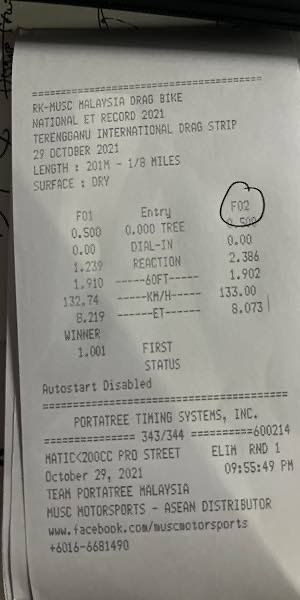 ================================
RK-MUSC MALAYSIA DRAG BIKE
NATIONAL ET RECORD 2021
TERENGGANU INTERNATIONAL DRAG STRIP
29 OCTOBER 2021
LENGTH : 201M - 1/8 MILES
SURFACE : DRY
F01 Entry F02
0.500 0.000 TREE 0.500
0.00 DIAL-IN 0.00
1.239 REACTION 2.386
1.910 -----60FT----- 1.902
132.74 -----KM/H----- 133.00
8.219 ------ET------ 8.073
WINNER
1.001 FIRST
STATUS
Autostart Disabled
================================
PORTATREE TIMING SYSTEMS, INC.
=============== 343/344 ==========600214
MATIC<200CC PRO STREET ELIM RND 1
October 29, 2021 09:55:49 PM
TEAM PORTATREE MALAYSIA
MUSC MOTORSPORTS - ASEAN DISTRIBUTOR
www.facebook.com/muscmotorsports
+6016-6681490